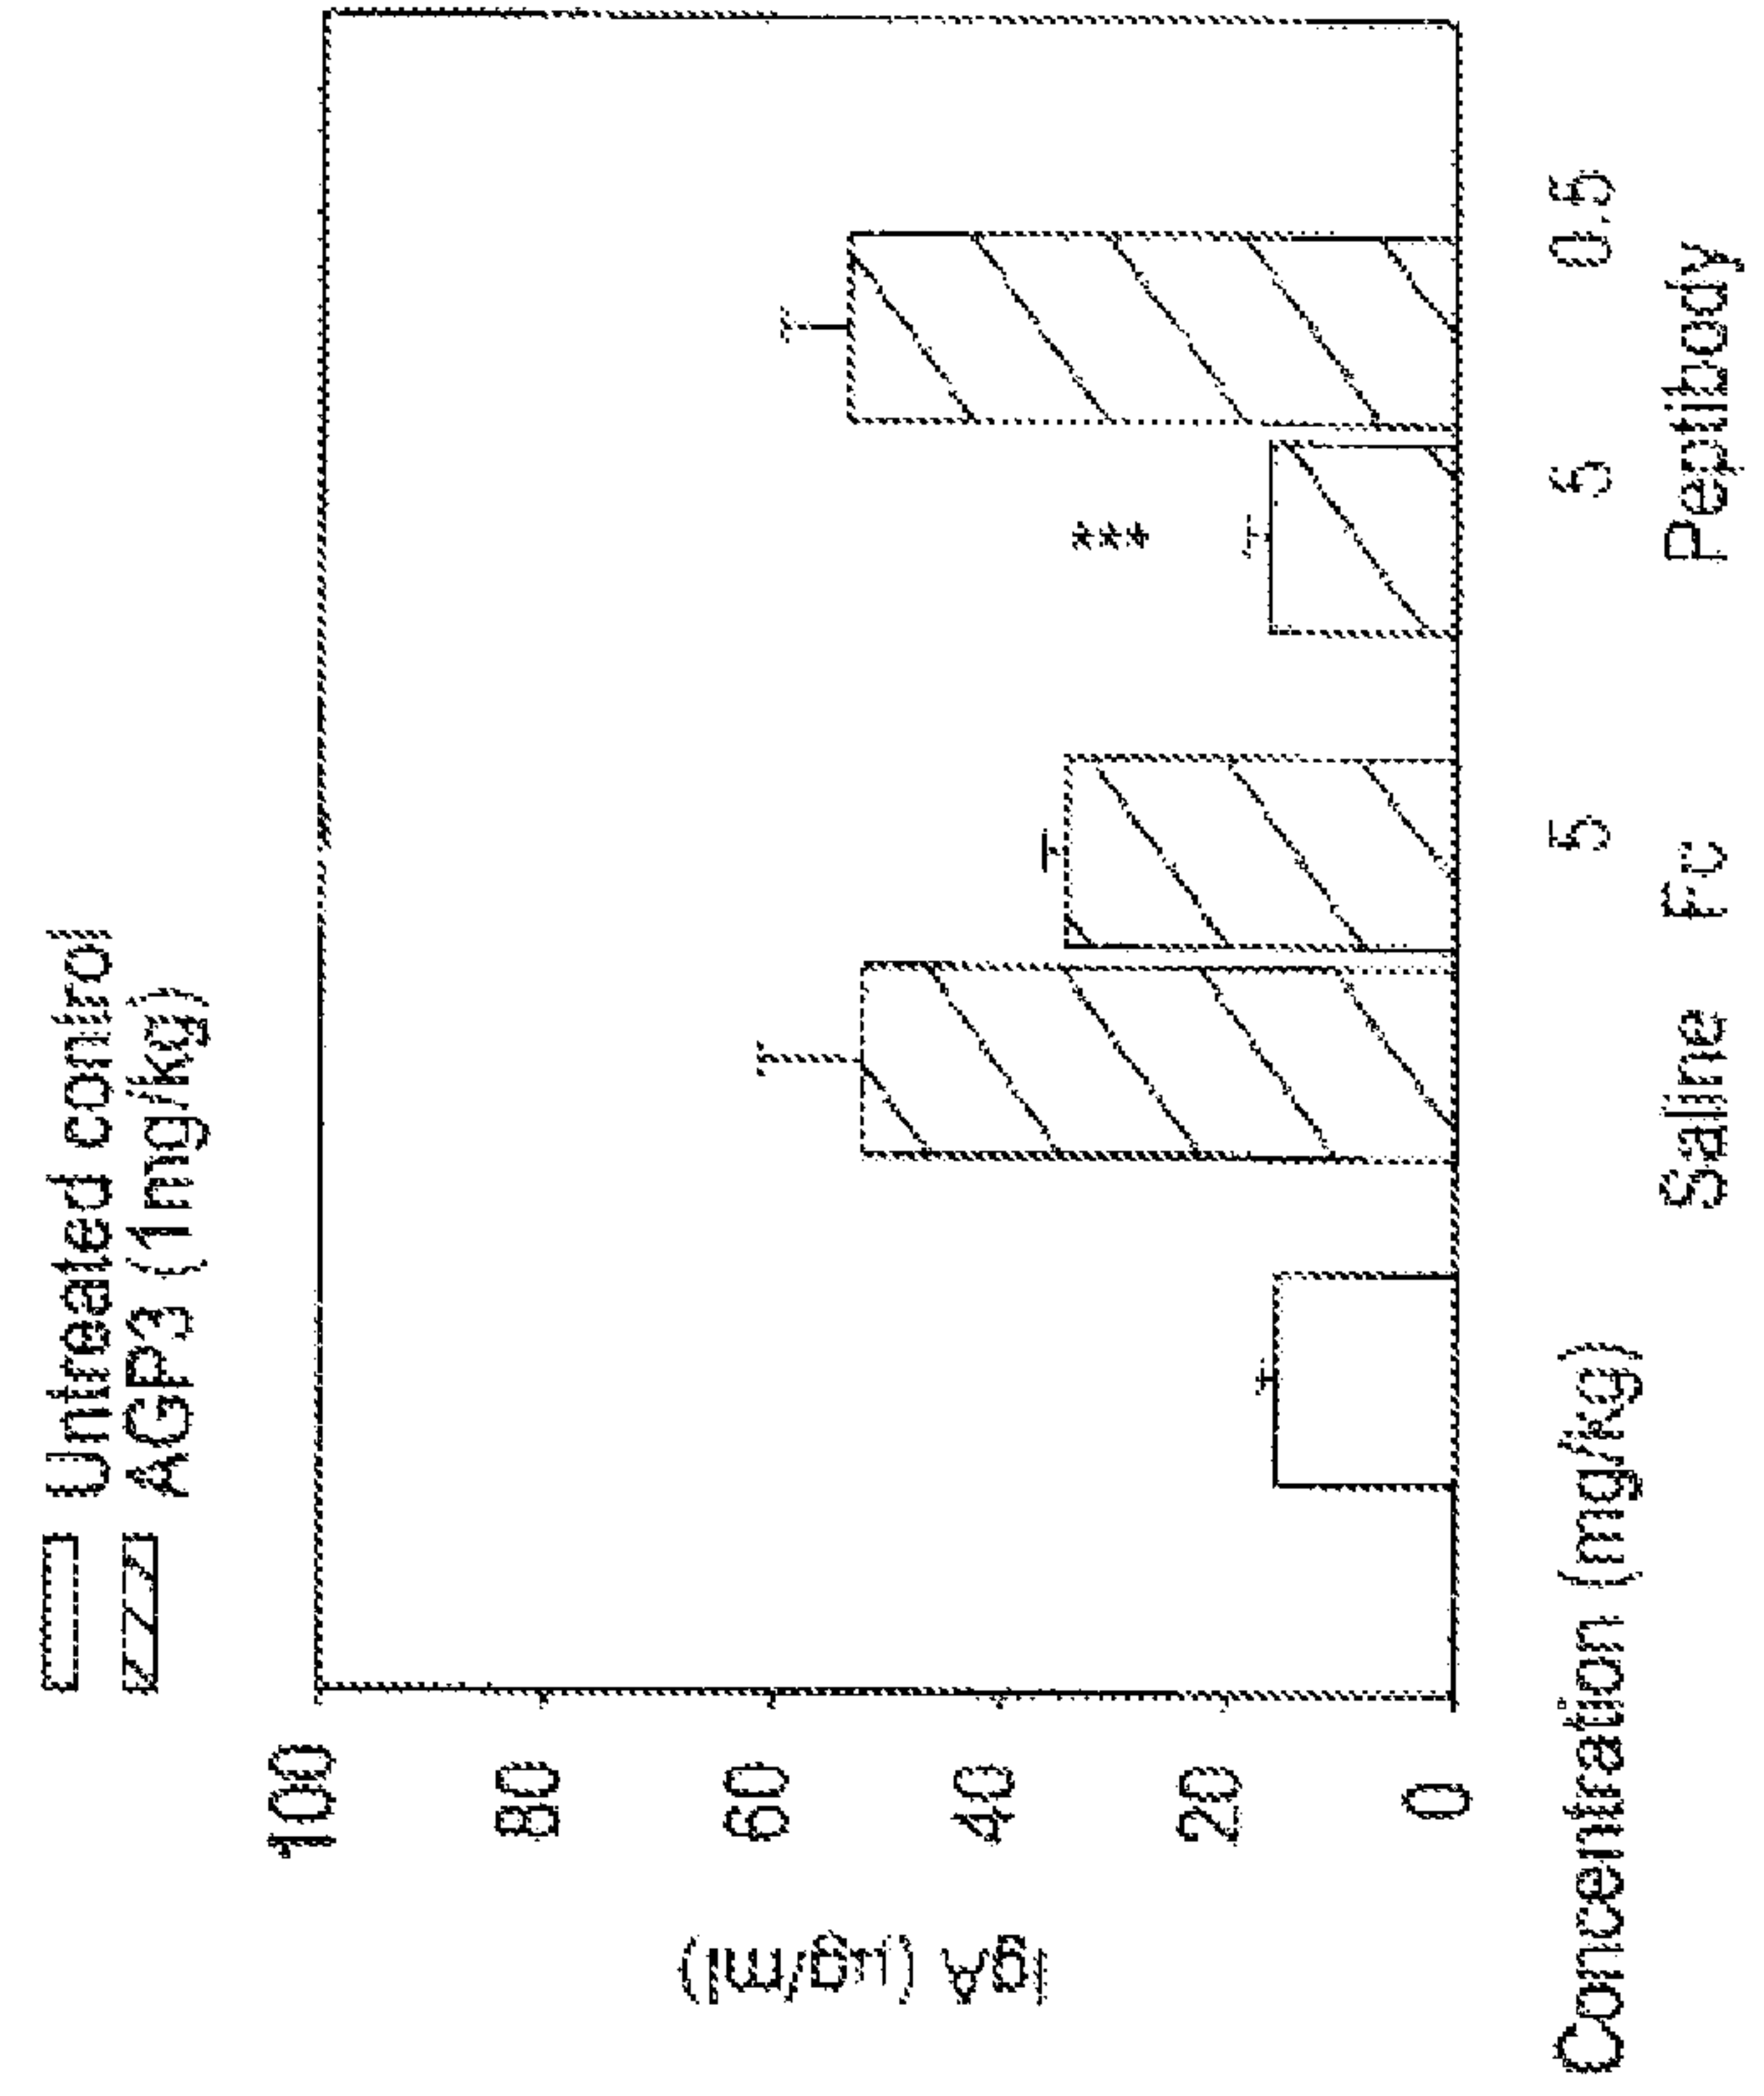 Untreated control
AGP3 (1mg/kg)
100
80
60
40
20
0
IgA (μg/ml)
***
Concentration (mg/kg)
5
5
0.5
Saline
Fc
Peptibody